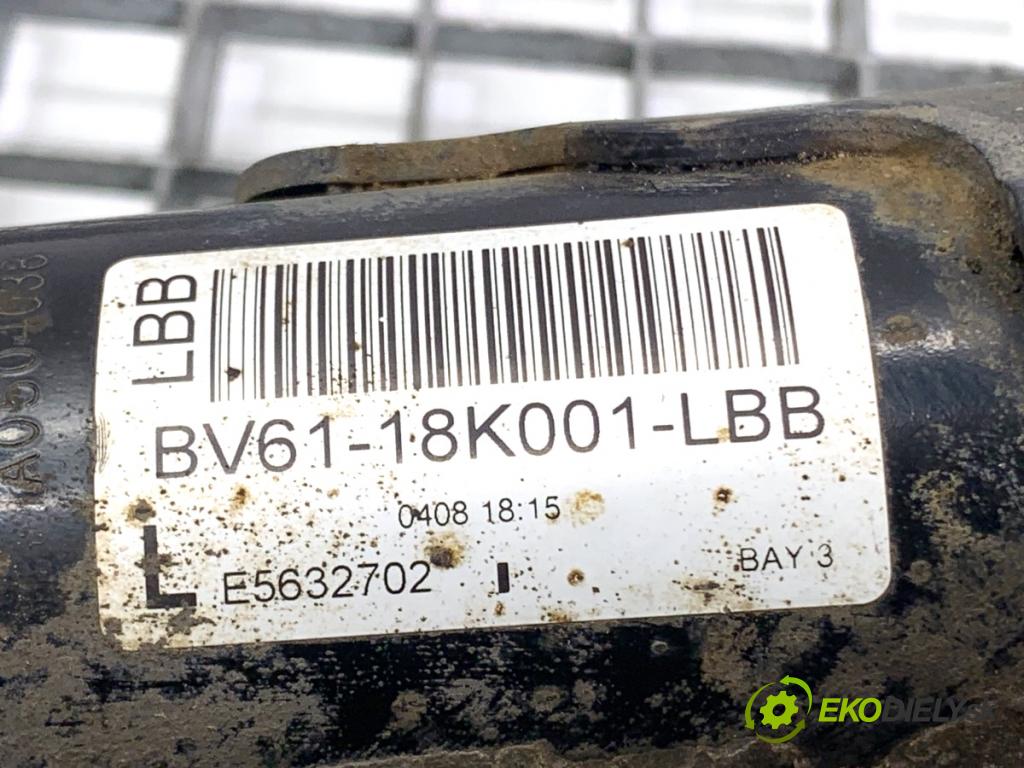 LBB
BV61-18K001-LBB
0408 18:15
L
E5632702
BAY 3
EKODIELY